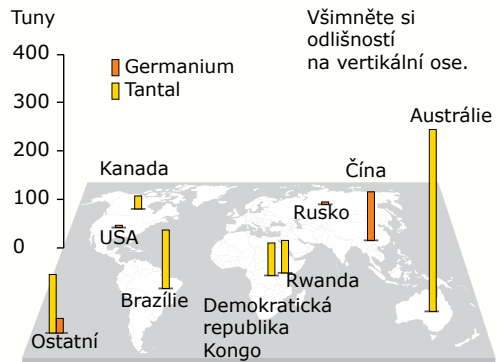 Tuny
Všimněte si
odlišností
na vertikální ose.
400
300
200
100
0
Germanium
Tantal
Austrálie
Kanada
Čína
USA
Rusko
Brazílie
Rwanda
Demokratická
republika
Kongo
Ostatní